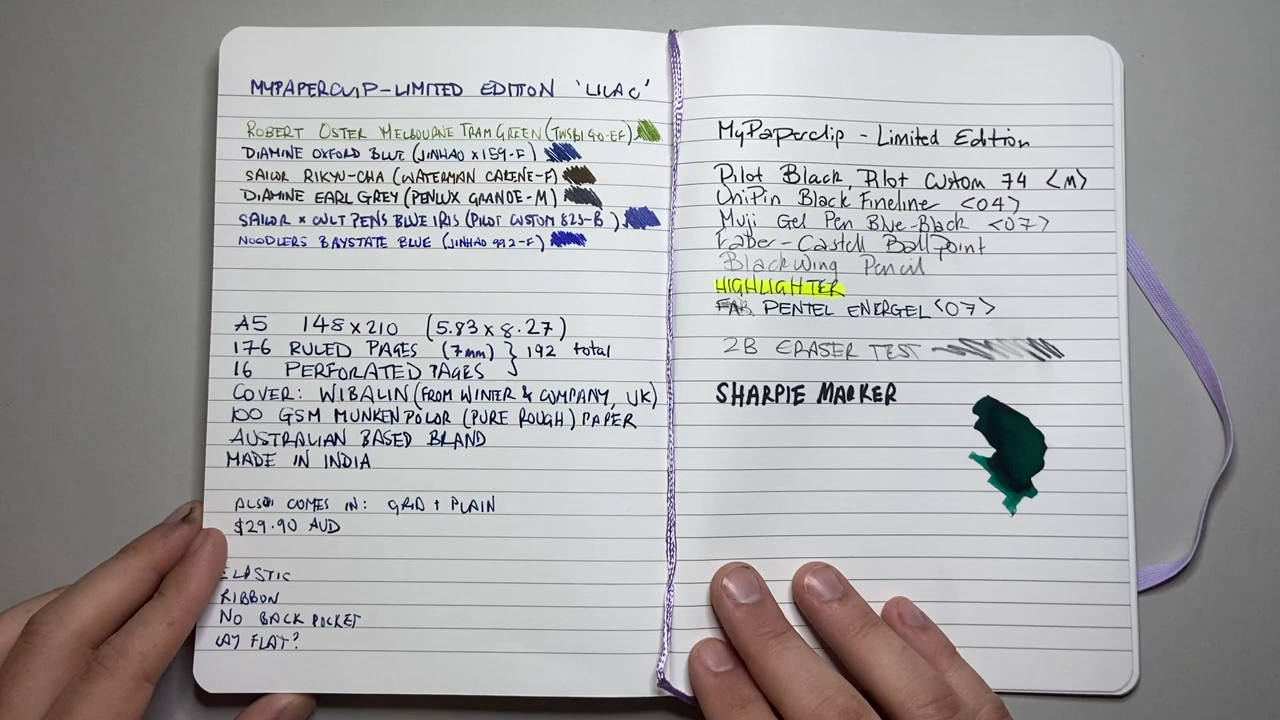 MYPAPERCLIP-LIMITED EDITION 'LILAC'
ROBERT OSTER MELBOURNE TRAM GREEN (TWSBI GO-EF)
DIAMINE OXFORD BLUE (JINHAO X159-F)
SAILOR RIKYU-CHA (WATERMAN CARENE-F)
DIAMINE EARL GREY (PENLUX GRANDE-M)
SAILOR x CULT PENS BLUE IRIS (PILOT CUSTOM 823-B)
NOODLERS BAYSTATE BLUE (JINHAO 992-F)
A5 148 x 210 (5.83 x 8.27)
176 RULED PAGES (7mm) } 192 total
16 PERFORATED PAGES
COVER: WIBALIN (FROM WINTER & COMPANY, UK)
100 GSM MUNKEN POLAR (PURE ROUGH) PAPER
AUSTRALIAN BASED BRAND
MADE IN INDIA
ALSO COMES IN: GRID + PLAIN
$29.90 AUD
ELASTIC
RIBBON
NO BACK POCKET
LAY FLAT?
MyPaperclip - Limited Edition
Pilot Black, Pilot Custom 74 <M>
UniPin Black Fineliner <04>
Muji Gel Pen Blue-Black <07>
Faber-Castell Ball Point
Blackwing Pencil
HIGHLIGHTER
PENTEL ENERGEL <07>
2B ERASER TEST
SHARPIE MARKER